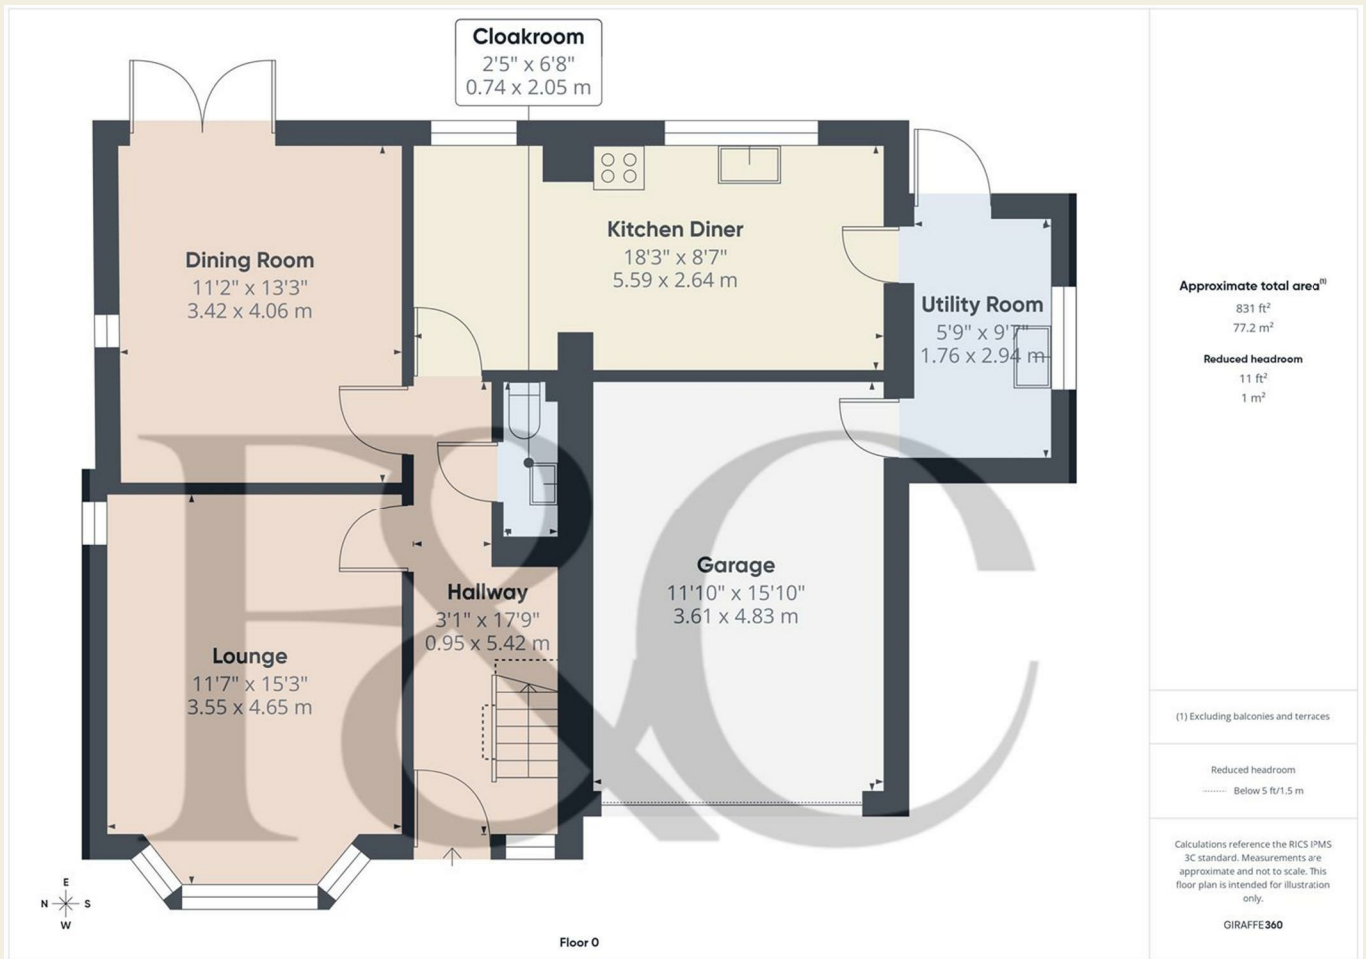 Cloakroom
2'5" x 6'8"
0.74 x 2.05 m
Dining Room
11'2" x 13'3"
3.42 x 4.06 m
Kitchen Diner
18'3" x 8'7"
5.59 x 2.64 m
Utility Room
5'9" x 9'7"
1.76 x 2.94 m
Garage
11'10" x 15'10"
3.61 x 4.83 m
Hallway
3'1" x 17'9"
0.95 x 5.42 m
Lounge
11'7" x 15'3"
3.55 x 4.65 m
F&C
E
N S
W
Floor 0
Approximate total area(1)
831 ft²
77.2 m²
Reduced headroom
11 ft²
1 m²
(1) Excluding balconies and terraces
Reduced headroom
Below 5 ft/1.5 m
Calculations reference the RICS IPMS
3C standard. Measurements are
approximate and not to scale. This
floor plan is intended for illustration
only.
GIRAFFE360